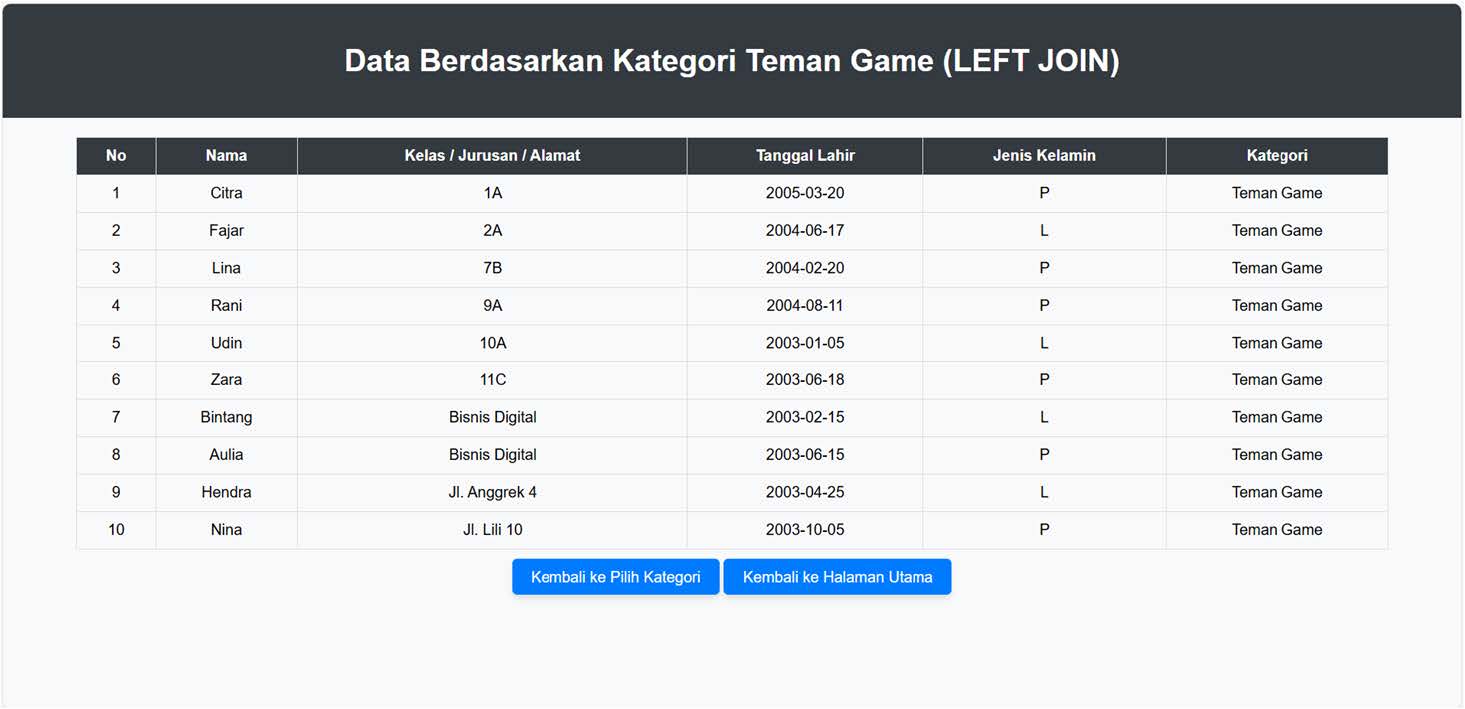 Data Berdasarkan Kategori Teman Game (LEFT JOIN)
No Nama Kelas / Jurusan / Alamat Tanggal Lahir Jenis Kelamin Kategori
1 Citra 1A 2005-03-20 P Teman Game
2 Fajar 2A 2004-06-17 L Teman Game
3 Lina 7B 2004-02-20 P Teman Game
4 Rani 9A 2004-08-11 P Teman Game
5 Udin 10A 2003-01-05 L Teman Game
6 Zara 11C 2003-06-18 P Teman Game
7 Bintang Bisnis Digital 2003-02-15 L Teman Game
8 Aulia Bisnis Digital 2003-06-15 P Teman Game
9 Hendra Jl. Anggrek 4 2003-04-25 L Teman Game
10 Nina Jl. Lili 10 2003-10-05 P Teman Game
Kembali ke Pilih Kategori Kembali ke Halaman Utama